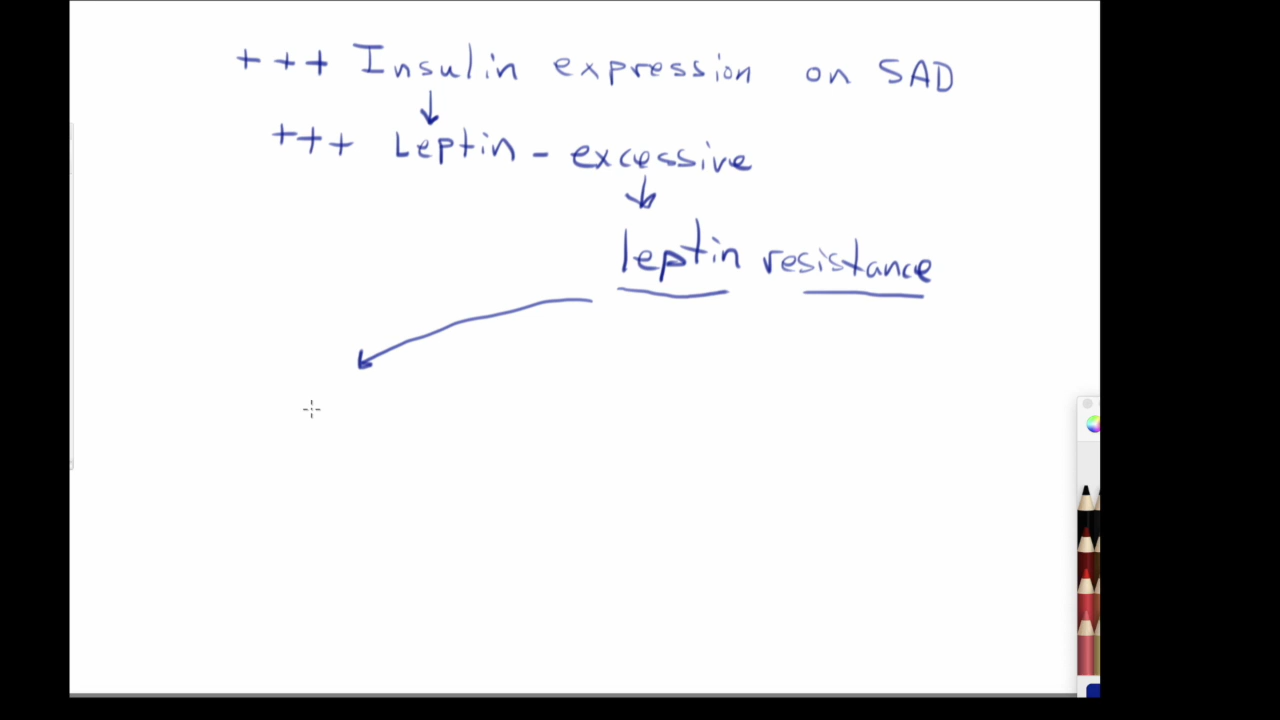 +++ Insulin expression on SAD
+++ Leptin - excessive
leptin resistance